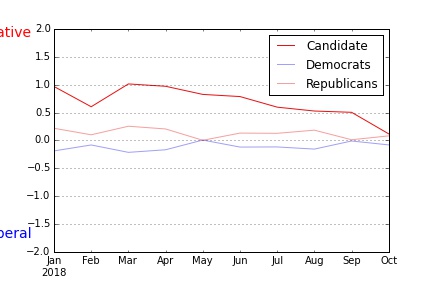 2.0
ative
1.5
1.0
0.5
0.0
−0.5
−1.0
−1.5
beral
−2.0
Candidate
Democrats
Republicans
Jan Feb Mar Apr May Jun Jul Aug Sep Oct
2018